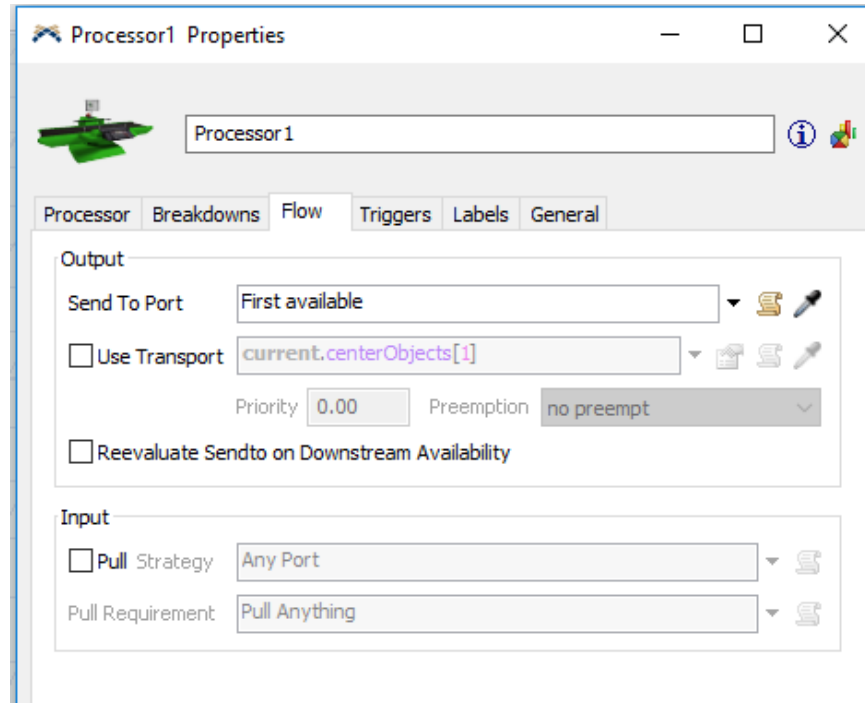 Processor1 Properties
Processor1
Processor Breakdowns Flow Triggers Labels General
Output
Send To Port First available
Use Transport current.centerObjects[1]
Priority 0.00 Preemption no preempt
Reevaluate Sendto on Downstream Availability
Input
Pull Strategy Any Port
Pull Requirement Pull Anything